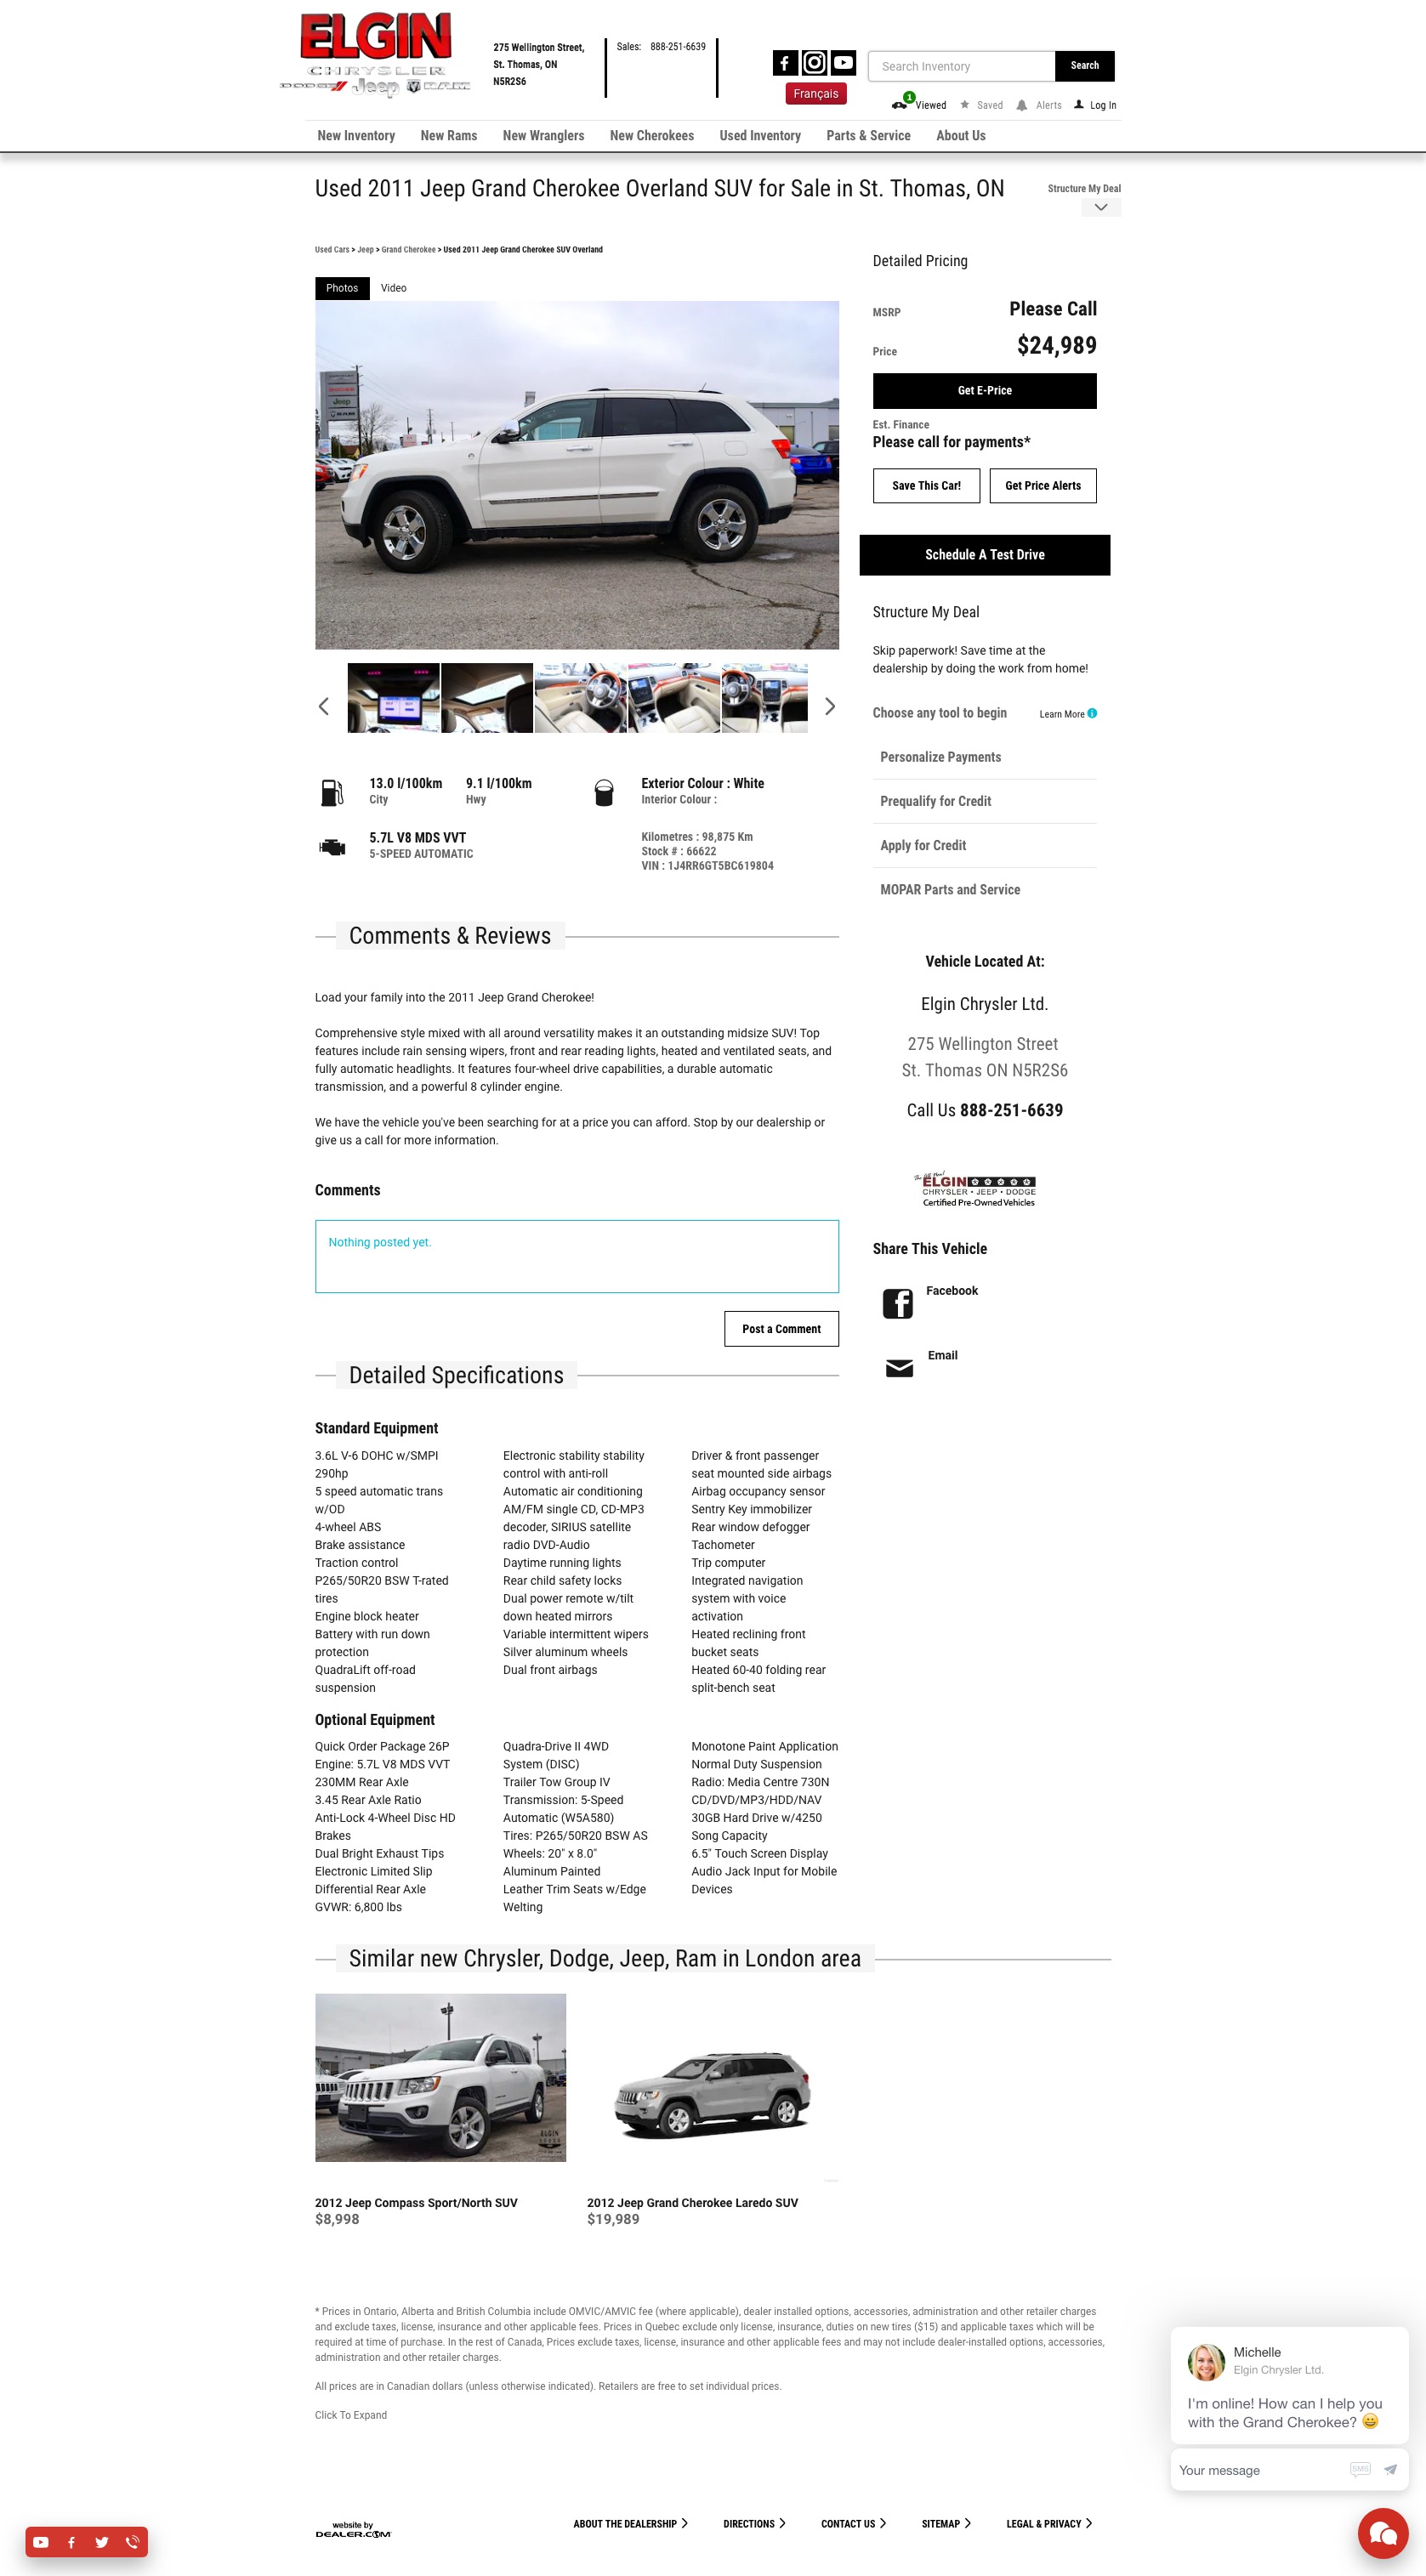 ELGIN
CHRYSLER
DODGE Jeep RAM
275 Wellington Street,
St. Thomas, ON
N5R2S6
Sales: 888-251-6639
Français
Search Inventory
Search
1
Viewed
Saved
Alerts
Log In
New Inventory
New Rams
New Wranglers
New Cherokees
Used Inventory
Parts & Service
About Us
Used 2011 Jeep Grand Cherokee Overland SUV for Sale in St. Thomas, ON
Structure My Deal
Used Cars > Jeep > Grand Cherokee > Used 2011 Jeep Grand Cherokee SUV Overland
Photos
Video
DODGE
Jeep
RAM
13.0 l/100km
City
9.1 l/100km
Hwy
Exterior Colour : White
Interior Colour :
5.7L V8 MDS VVT
5-SPEED AUTOMATIC
Kilometres : 98,875 Km
Stock # : 66622
VIN : 1J4RR6GT5BC619804
Detailed Pricing
MSRP
Please Call
Price
$24,989
Get E-Price
Est. Finance
Please call for payments*
Save This Car!
Get Price Alerts
Schedule A Test Drive
Structure My Deal
Skip paperwork! Save time at the
dealership by doing the work from home!
Choose any tool to begin
Learn More
Personalize Payments
Prequalify for Credit
Apply for Credit
MOPAR Parts and Service
Vehicle Located At:
Elgin Chrysler Ltd.
275 Wellington Street
St. Thomas ON N5R2S6
Call Us 888-251-6639
ELGIN
CHRYSLER • JEEP • DODGE
Certified Pre-Owned Vehicles
Share This Vehicle
Facebook
Email
Comments & Reviews
Load your family into the 2011 Jeep Grand Cherokee!
Comprehensive style mixed with all around versatility makes it an outstanding midsize SUV! Top
features include rain sensing wipers, front and rear reading lights, heated and ventilated seats, and
fully automatic headlights. It features four-wheel drive capabilities, a durable automatic
transmission, and a powerful 8 cylinder engine.
We have the vehicle you've been searching for at a price you can afford. Stop by our dealership or
give us a call for more information.
Comments
Nothing posted yet.
Post a Comment
Detailed Specifications
Standard Equipment
3.6L V-6 DOHC w/SMPI
290hp
5 speed automatic trans
w/OD
4-wheel ABS
Brake assistance
Traction control
P265/50R20 BSW T-rated
tires
Engine block heater
Battery with run down
protection
QuadraLift off-road
suspension
Electronic stability stability
control with anti-roll
Automatic air conditioning
AM/FM single CD, CD-MP3
decoder, SIRIUS satellite
radio DVD-Audio
Daytime running lights
Rear child safety locks
Dual power remote w/tilt
down heated mirrors
Variable intermittent wipers
Silver aluminum wheels
Dual front airbags
Driver & front passenger
seat mounted side airbags
Airbag occupancy sensor
Sentry Key immobilizer
Rear window defogger
Tachometer
Trip computer
Integrated navigation
system with voice
activation
Heated reclining front
bucket seats
Heated 60-40 folding rear
split-bench seat
Optional Equipment
Quick Order Package 26P
Engine: 5.7L V8 MDS VVT
230MM Rear Axle
3.45 Rear Axle Ratio
Anti-Lock 4-Wheel Disc HD
Brakes
Dual Bright Exhaust Tips
Electronic Limited Slip
Differential Rear Axle
GVWR: 6,800 lbs
Quadra-Drive II 4WD
System (DISC)
Trailer Tow Group IV
Transmission: 5-Speed
Automatic (W5A580)
Tires: P265/50R20 BSW AS
Wheels: 20" x 8.0"
Aluminum Painted
Leather Trim Seats w/Edge
Welting
Monotone Paint Application
Normal Duty Suspension
Radio: Media Centre 730N
CD/DVD/MP3/HDD/NAV
30GB Hard Drive w/4250
Song Capacity
6.5" Touch Screen Display
Audio Jack Input for Mobile
Devices
Similar new Chrysler, Dodge, Jeep, Ram in London area
2012 Jeep Compass Sport/North SUV
$8,998
2012 Jeep Grand Cherokee Laredo SUV
$19,989
* Prices in Ontario, Alberta and British Columbia include OMVIC/AMVIC fee (where applicable), dealer installed options, accessories, administration and other retailer charges
and exclude taxes, license, insurance and other applicable fees. Prices in Quebec exclude only license, insurance, duties on new tires ($15) and applicable taxes which will be
required at time of purchase. In the rest of Canada, Prices exclude taxes, license, insurance and other applicable fees and may not include dealer-installed options, accessories,
administration and other retailer charges.
All prices are in Canadian dollars (unless otherwise indicated). Retailers are free to set individual prices.
Click To Expand
Michelle
Elgin Chrysler Ltd.
I'm online! How can I help you
with the Grand Cherokee? 😀
Your message
SMS
website by
DEALER.COM
ABOUT THE DEALERSHIP
DIRECTIONS
CONTACT US
SITEMAP
LEGAL & PRIVACY